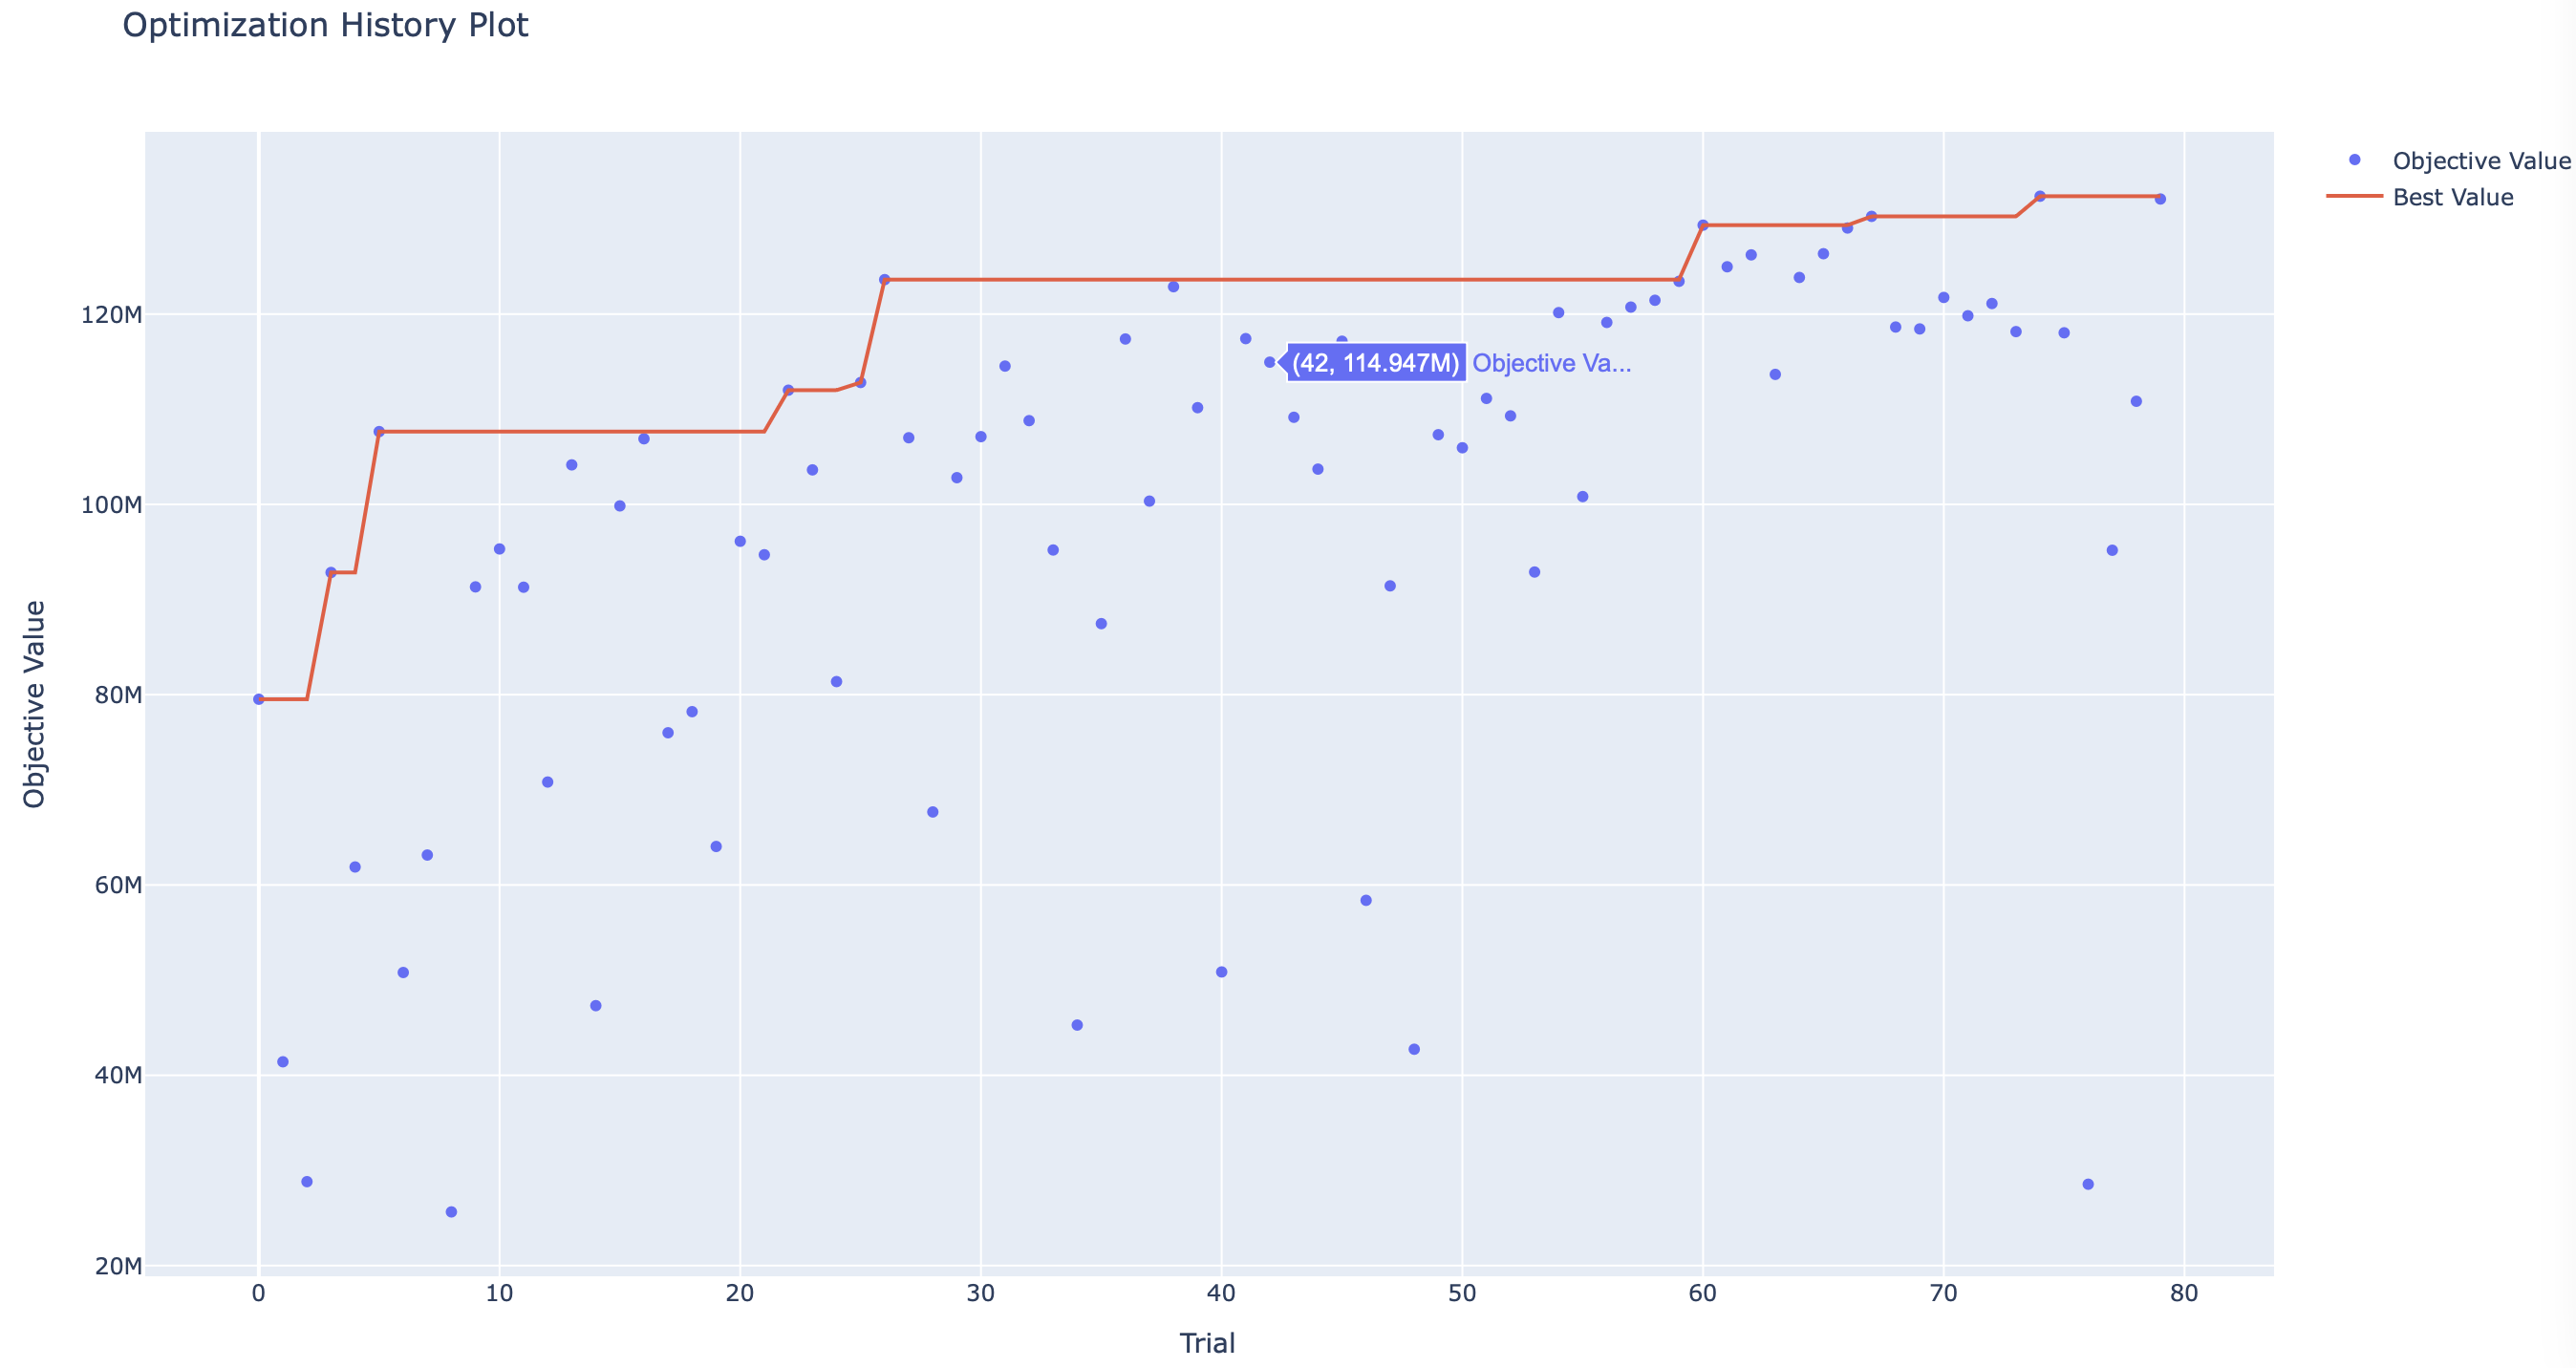 Optimization History Plot
Objective Value
Best Value
120M
100M
80M
60M
40M
20M
(42, 114.947M) Objective Va...
Objective Value
0 10 20 30 40 50 60 70 80
Trial